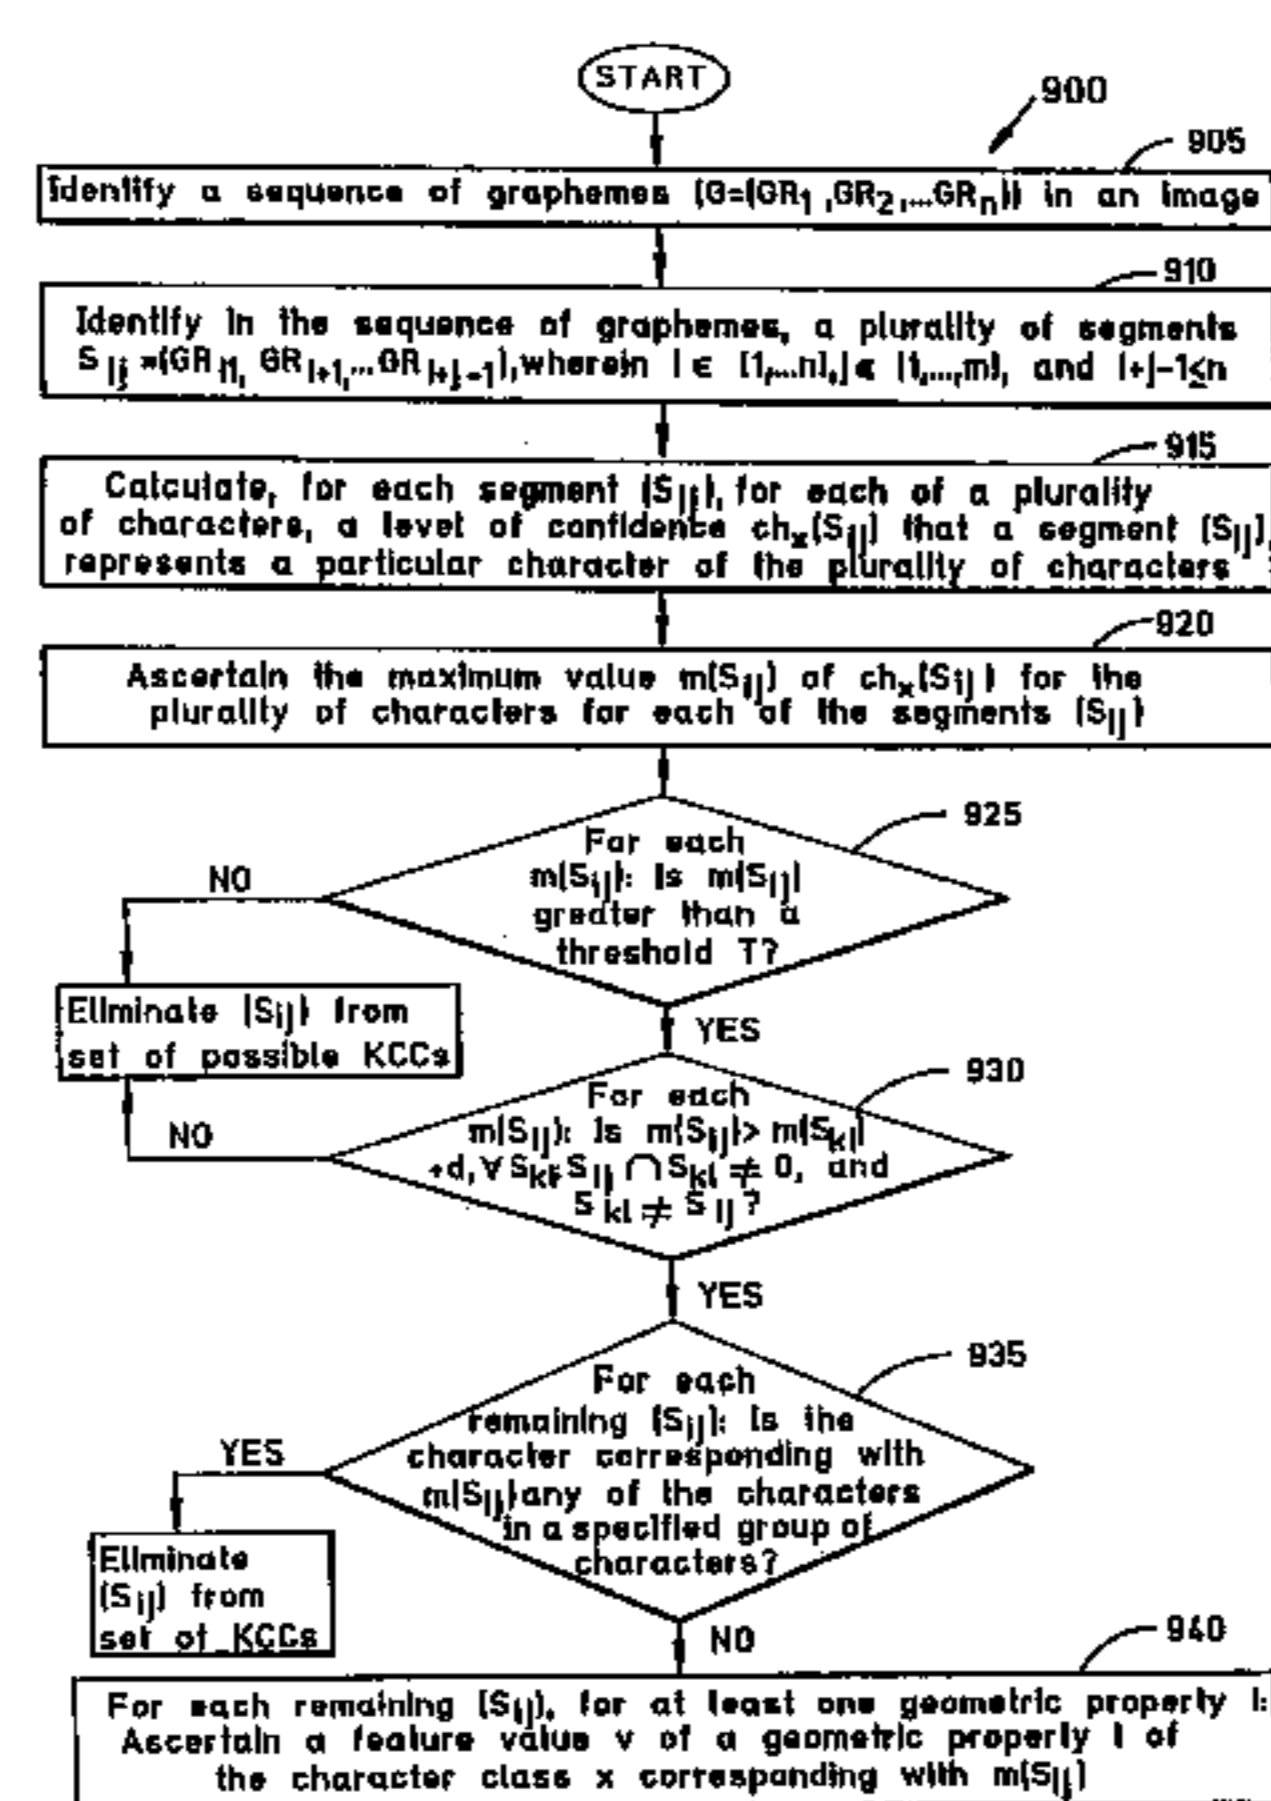 START
900
905
Identify a sequence of graphemes (G=(GR1,GR2,...GRn)) in an image
910
Identify in the sequence of graphemes, a plurality of segments
Sij=(GRi1, GRi+1,...GRi+j-1), wherein i ∈ [1,...n], j ∈ [1,...,m), and i+j-1≤n
915
Calculate, for each segment (Sij), for each of a plurality
of characters, a level of confidence chx(Sij) that a segment (Sij),
represents a particular character of the plurality of characters
920
Ascertain the maximum value m(Sij) of chx(Sij) for the
plurality of characters for each of the segments (Sij)
925
For each
m(Sij): Is m(Sij)
greater than a
threshold T?
NO
Eliminate (Sij) from
set of possible KCCs
YES
930
For each
m(Sij): Is m(Sij)> m(Skl)
+d, ∀ Skl: Sij ∩ Skl ≠ 0, and
Skl ≠ Sij ?
NO
YES
935
For each
remaining (Sij): Is the
character corresponding with
m(Sij) any of the characters
in a specified group of
characters?
YES
Eliminate
(Sij) from
set of KCCs
NO
940
For each remaining (Sij), for at least one geometric property l:
Ascertain a feature value v of a geometric property l of
the character class x corresponding with m(Sij)